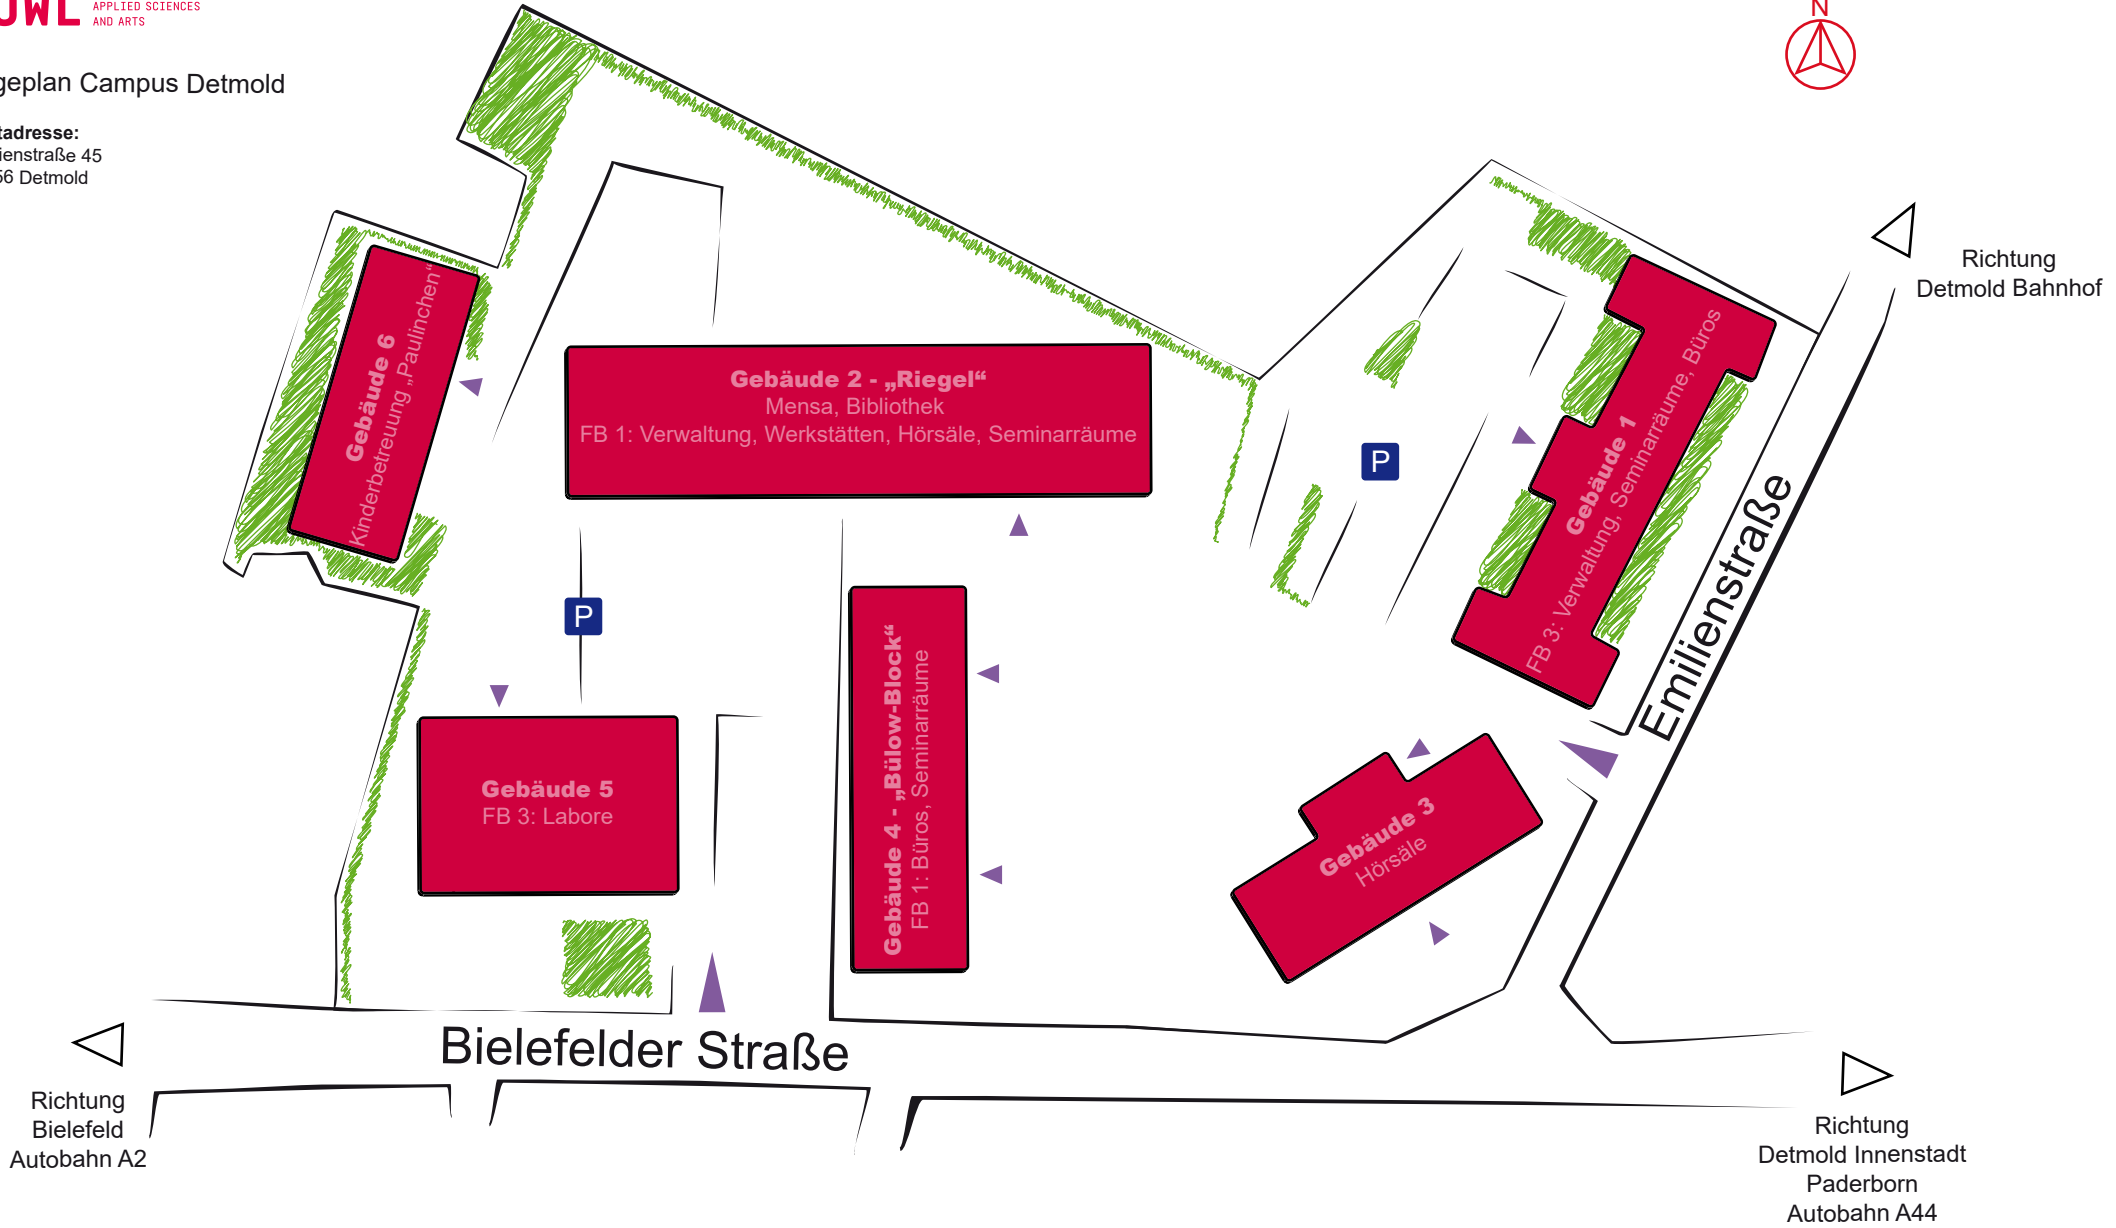 APPLIED SCIENCES
AND ARTS
N
geplan Campus Detmold
tadresse:
ienstraße 45
56 Detmold
Richtung
Detmold Bahnhof
Gebäude 6
Kinderbetreuung „Paulinchen“
Gebäude 2 - „Riegel“
Mensa, Bibliothek
FB 1: Verwaltung, Werkstätten, Hörsäle, Seminarräume
P
Gebäude 1
FB 3: Verwaltung, Seminarräume, Büros
Emilienstraße
P
Gebäude 5
FB 3: Labore
Gebäude 4 - „Bülow-Block“
FB 1: Büros, Seminarräume
Gebäude 3
Hörsäle
Bielefelder Straße
Richtung
Bielefeld
Autobahn A2
Richtung
Detmold Innenstadt
Paderborn
Autobahn A44